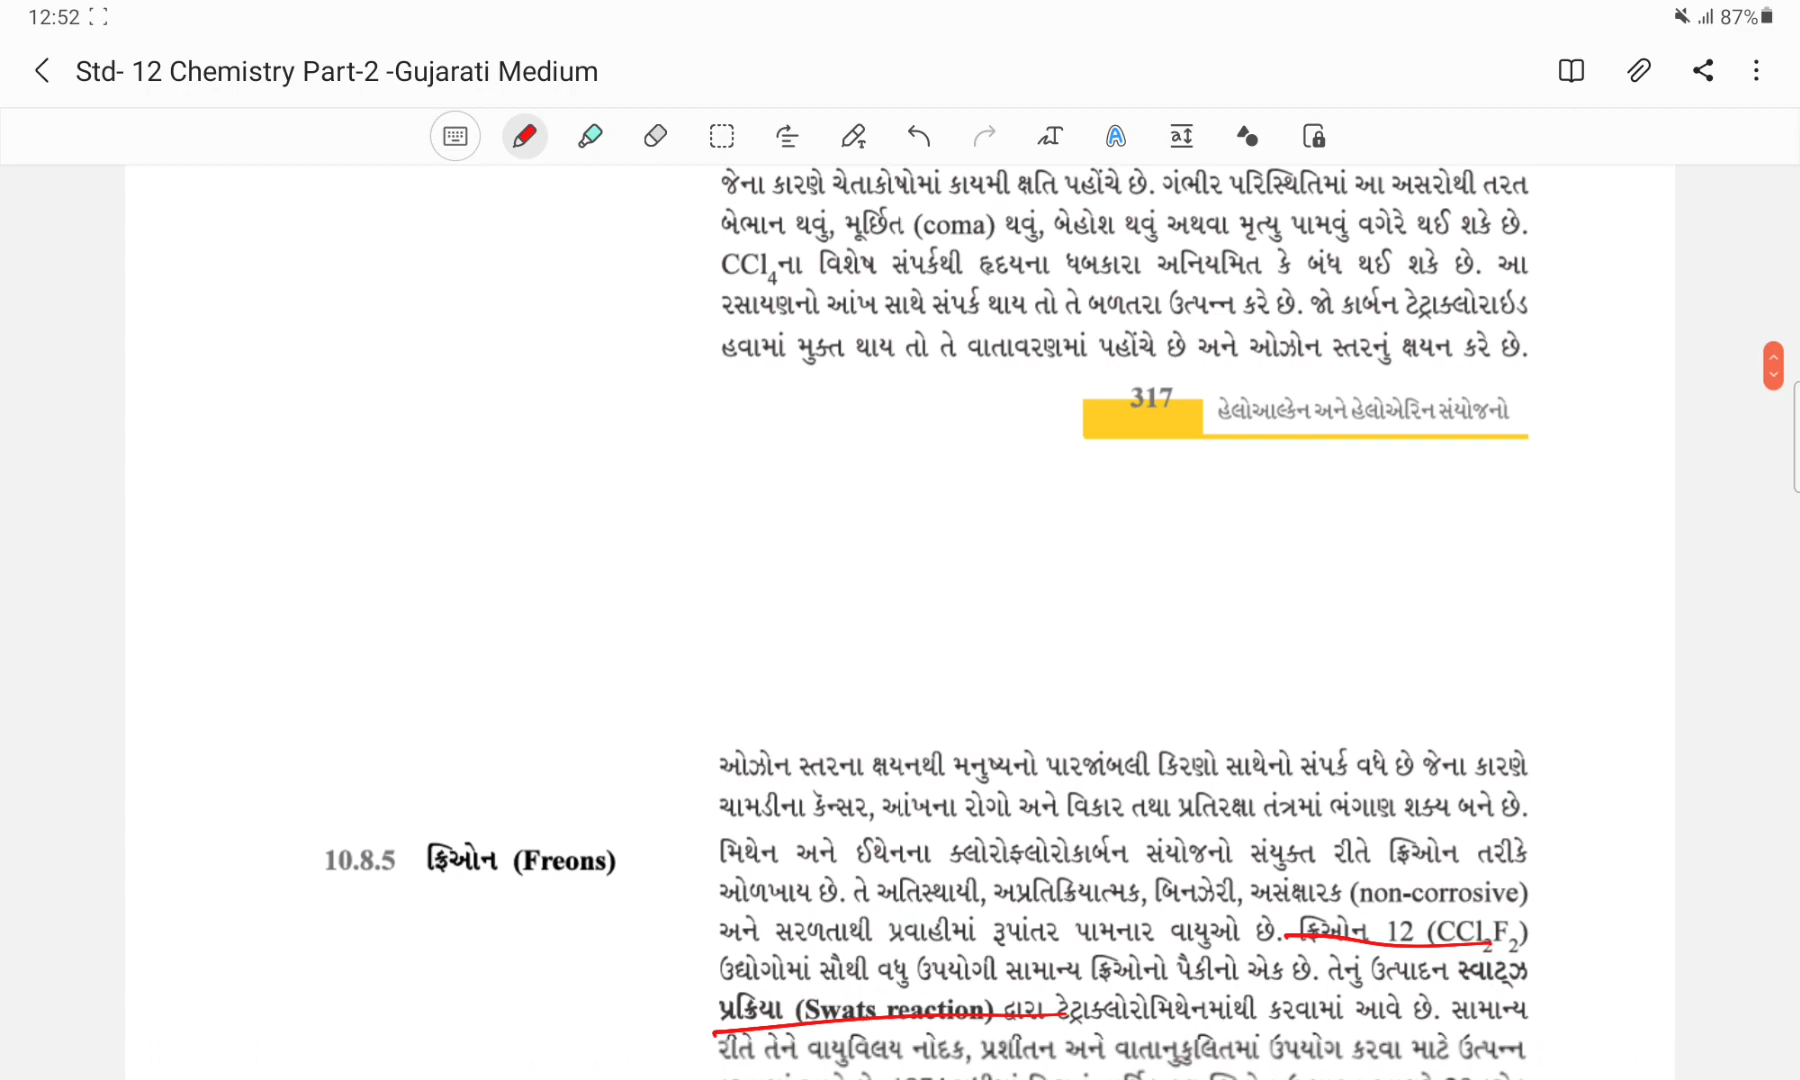 12:52
87%
Std- 12 Chemistry Part-2 -Gujarati Medium
જેના કારણે ચેતાકોષોમાં કાયમી ક્ષતિ પહોંચે છે. ગંભીર પરિસ્થિતિમાં આ અસરોથી તરત
બેભાન થવું, મૂર્છિત (coma) થવું, બેહોશ થવું અથવા મૃત્યુ પામવું વગેરે થઈ શકે છે.
CCl₄ના વિશેષ સંપર્કથી હૃદયના ધબકારા અનિયમિત કે બંધ થઈ શકે છે. આ
રસાયણનો આંખ સાથે સંપર્ક થાય તો તે બળતરા ઉત્પન્ન કરે છે. જો કાર્બન ટેટ્રાક્લોરાઇડ
હવામાં મુક્ત થાય તો તે વાતાવરણમાં પહોંચે છે અને ઓઝોન સ્તરનું ક્ષયન કરે છે.
317 હેલોઆલ્કેન અને હેલોએરિન સંયોજનો
ઓઝોન સ્તરના ક્ષયનથી મનુષ્યનો પારજાંબલી કિરણો સાથેનો સંપર્ક વધે છે જેના કારણે
ચામડીના કૅન્સર, આંખના રોગો અને વિકાર તથા પ્રતિરક્ષા તંત્રમાં ભંગાણ શક્ય બને છે.
10.8.5 ફ્રિઓન (Freons)
મિથેન અને ઈથેનના ક્લોરોફ્લોરોકાર્બન સંયોજનો સંયુક્ત રીતે ફ્રિઓન તરીકે
ઓળખાય છે. તે અતિસ્થાયી, અપ્રતિક્રિયાત્મક, બિનઝેરી, અસંક્ષારક (non-corrosive)
અને સરળતાથી પ્રવાહીમાં રૂપાંતર પામનાર વાયુઓ છે. ફ્રિઓન 12 (CCl₂F₂)
ઉદ્યોગોમાં સૌથી વધુ ઉપયોગી સામાન્ય ફ્રિઓનો પૈકીનો એક છે. તેનું ઉત્પાદન સ્વાટ્ઝ
પ્રક્રિયા (Swats reaction) દ્વારા ટેટ્રાક્લોરોમિથેનમાંથી કરવામાં આવે છે. સામાન્ય
રીતે તેને વાયુવિલય નોદક, પ્રશીતન અને વાતાનુકુલિતમાં ઉપયોગ કરવા માટે ઉત્પન્ન